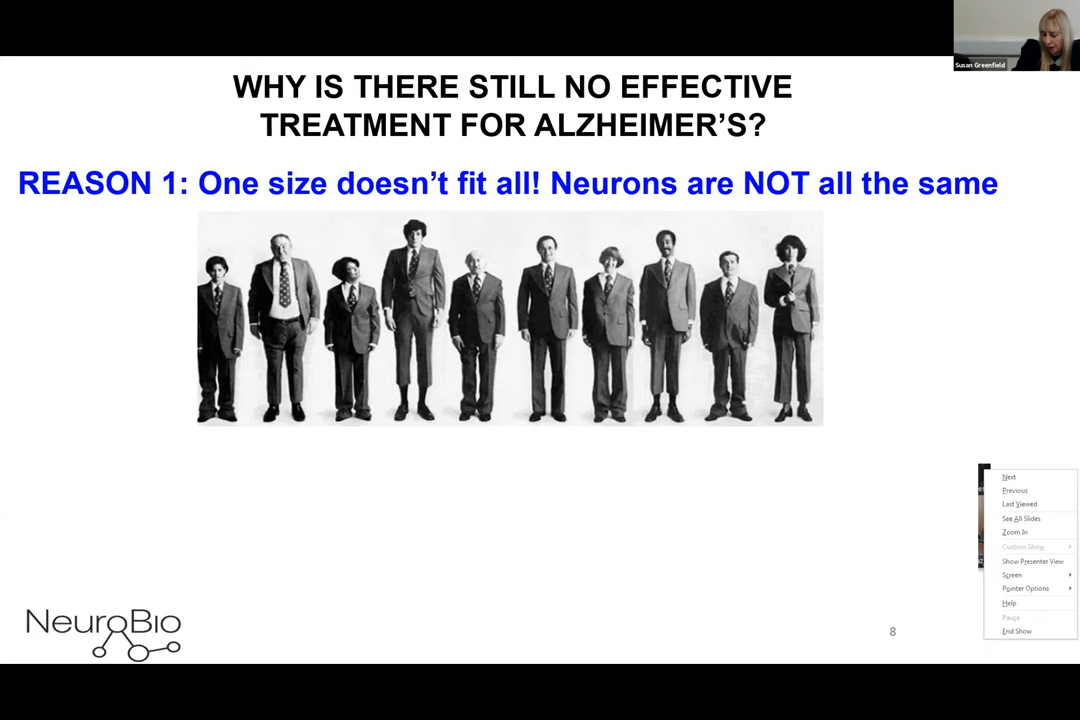 Susan Greenfield
WHY IS THERE STILL NO EFFECTIVE
TREATMENT FOR ALZHEIMER'S?
REASON 1: One size doesn't fit all! Neurons are NOT all the same
Next
Previous
Last Viewed
See All Slides
Zoom In
Custom Show
Show Presenter View
Screen
Pointer Options
Help
Pause
End Show
NeuroBio
8